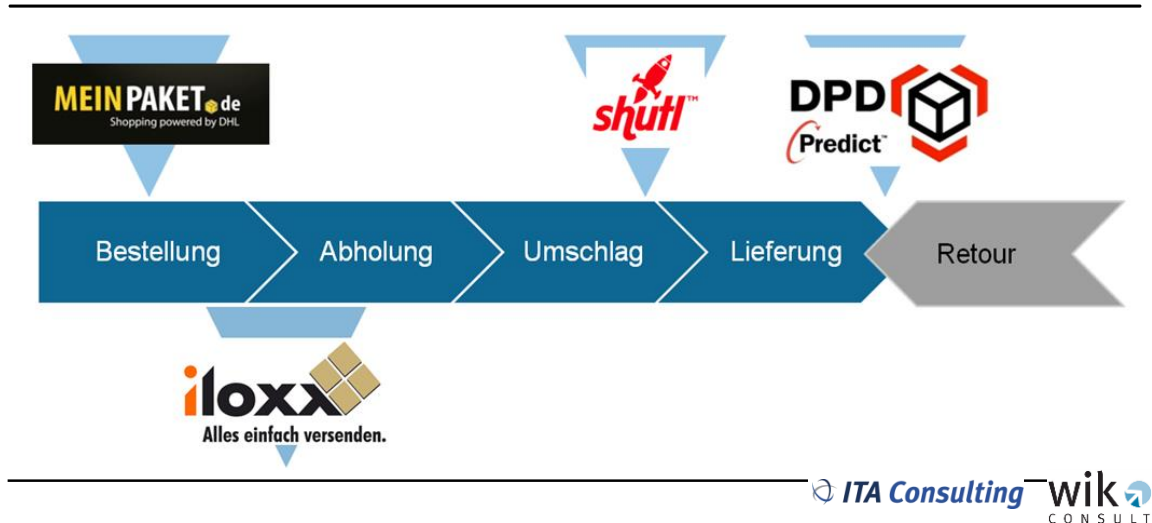 MEINPAKET.de
Shopping powered by DHL
shutl™
DPD
Predict™
Bestellung
Abholung
Umschlag
Lieferung
Retour
iloxx
Alles einfach versenden.
ITA Consulting
wik
CONSULT